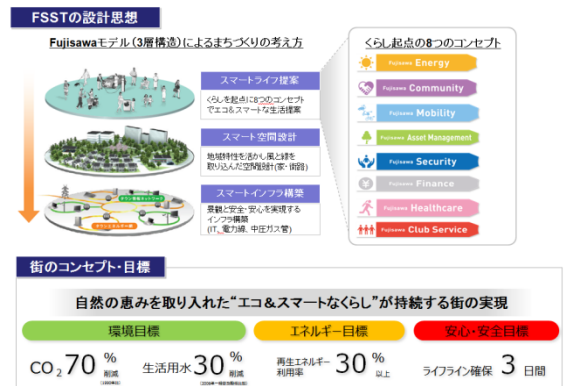 FSSTの設計思想
Fujisawaモデル(3層構造)によるまちづくりの考え方
スマートライフ提案
くらしを起点に8つのコンセプト
でエコ&スマートな生活提案
スマート空間設計
地域特性を活かし風と緑を
取り込んだ空間設計(家・街路)
スマートインフラ構築
景観と安全・安心を実現する
インフラ構築
(IT、電力線、中圧ガス管)
くらし起点の8つのコンセプト
Fujisawa Energy
Fujisawa Community
Fujisawa Mobility
Fujisawa Asset Management
Fujisawa Security
Fujisawa Finance
Fujisawa Healthcare
Fujisawa Club Service
街のコンセプト・目標
自然の恵みを取り入れた“エコ&スマートなくらし”が持続する街の実現
環境目標
CO2 70 % 削減
生活用水 30 % 削減
エネルギー目標
再生エネルギー利用率 30 % 以上
安心・安全目標
ライフライン確保 3 日間